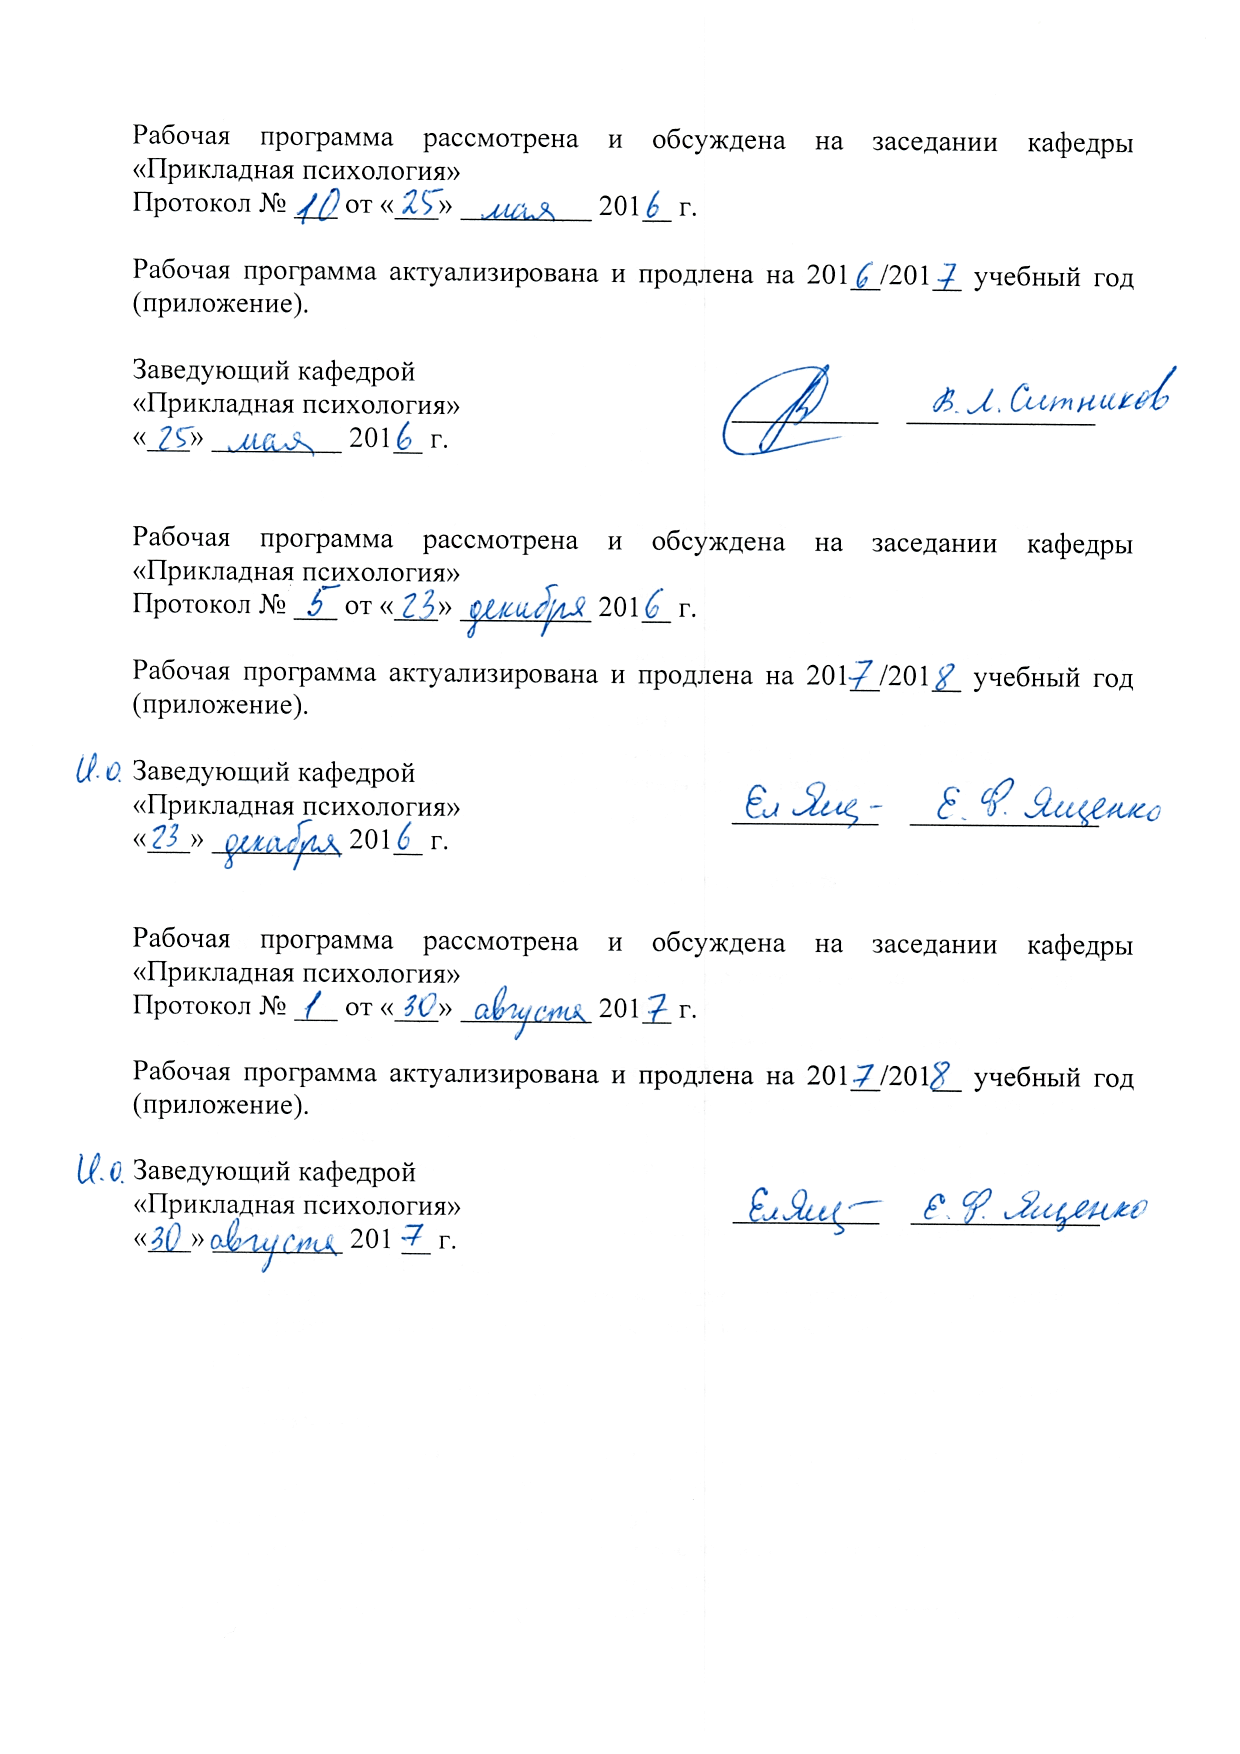 Рабочая программа рассмотрена и обсуждена на заседании кафедры
«Прикладная психология»
Протокол № 10 от «25» мая 2016 г.
Рабочая программа актуализирована и продлена на 2016/2017 учебный год
(приложение).
Заведующий кафедрой
«Прикладная психология» В. Л. Ситников
«25» мая 2016 г.
Рабочая программа рассмотрена и обсуждена на заседании кафедры
«Прикладная психология»
Протокол № 5 от «23» декабря 2016 г.
Рабочая программа актуализирована и продлена на 2017/2018 учебный год
(приложение).
И.о. Заведующий кафедрой
«Прикладная психология» Ел Ящ- Е. Ф. Ященко
«23» декабря 2016 г.
Рабочая программа рассмотрена и обсуждена на заседании кафедры
«Прикладная психология»
Протокол № 1 от «30» августа 2017 г.
Рабочая программа актуализирована и продлена на 2017/2018 учебный год
(приложение).
И.о. Заведующий кафедрой
«Прикладная психология» ЕлЯщ- Е. Ф. Ященко
«30» августа 2017 г.